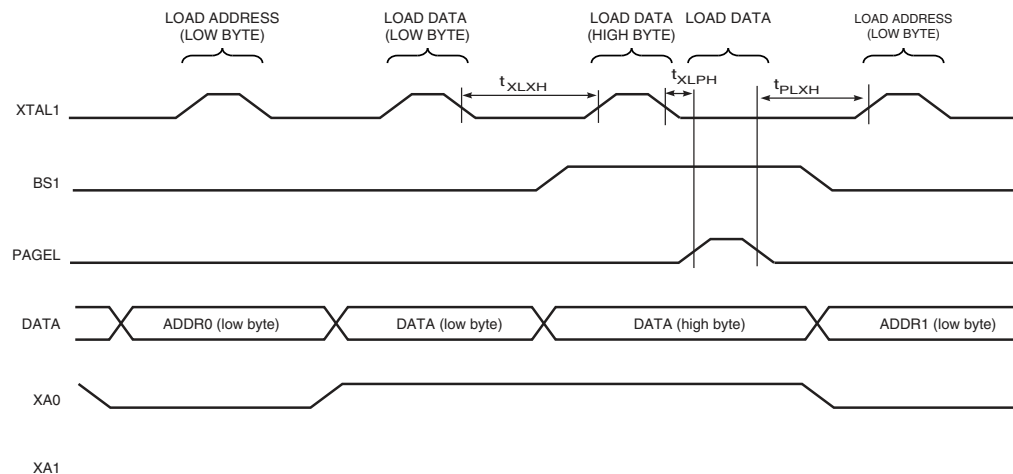 LOAD ADDRESS
(LOW BYTE)
LOAD DATA
(LOW BYTE)
LOAD DATA
(HIGH BYTE)
LOAD DATA
LOAD ADDRESS
(LOW BYTE)
XTAL1
tXLXH
tXLPH
tPLXH
BS1
PAGEL
DATA
ADDR0 (low byte)
DATA (low byte)
DATA (high byte)
ADDR1 (low byte)
XA0
XA1